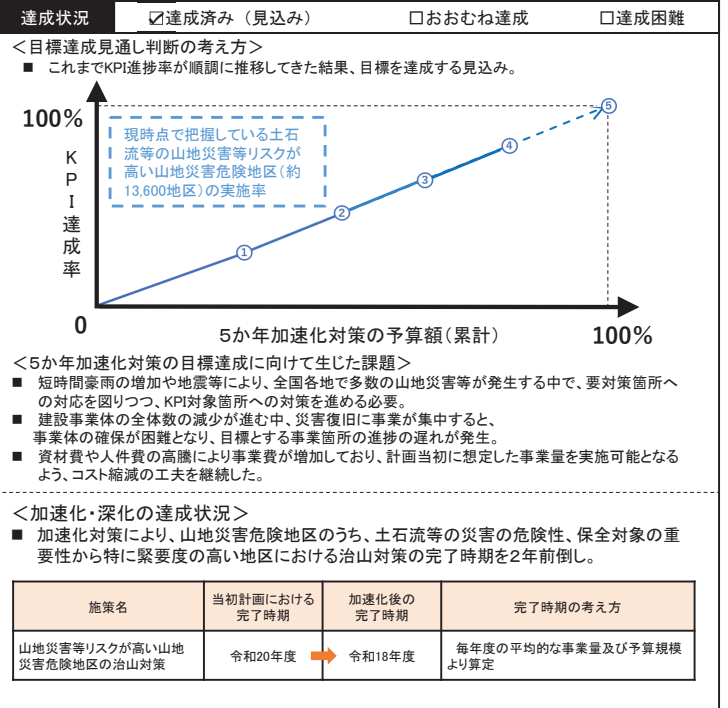 達成状況 ☑達成済み（見込み） □おおむね達成 □達成困難
＜目標達成見通し判断の考え方＞
■ これまでKPI進捗率が順調に推移してきた結果、目標を達成する見込み。
100%
KPI達成率
現時点で把握している土石
流等の山地災害等リスクが
高い山地災害危険地区（約
13,600地区）の実施率
①
②
③
④
⑤
0
５か年加速化対策の予算額（累計）
100%
＜５か年加速化対策の目標達成に向けて生じた課題＞
■ 短時間豪雨の増加や地震等により、全国各地で多数の山地災害等が発生する中で、要対策箇所へ
の対応を図りつつ、KPI対象箇所への対策を進める必要。
■ 建設事業体の全体数の減少が進む中、災害復旧に事業が集中すると、
事業体の確保が困難となり、目標とする事業箇所の進捗の遅れが発生。
■ 資材費や人件費の高騰により事業費が増加しており、計画当初に想定した事業量を実施可能となる
よう、コスト縮減の工夫を継続した。
＜加速化・深化の達成状況＞
■ 加速化対策により、山地災害危険地区のうち、土石流等の災害の危険性、保全対象の重
要性から特に緊要度の高い地区における治山対策の完了時期を２年前倒し。
施策名
当初計画における
完了時期
加速化後の
完了時期
完了時期の考え方
山地災害等リスクが高い山地
災害危険地区の治山対策
令和20年度
令和18年度
毎年度の平均的な事業量及び予算規模
より算定